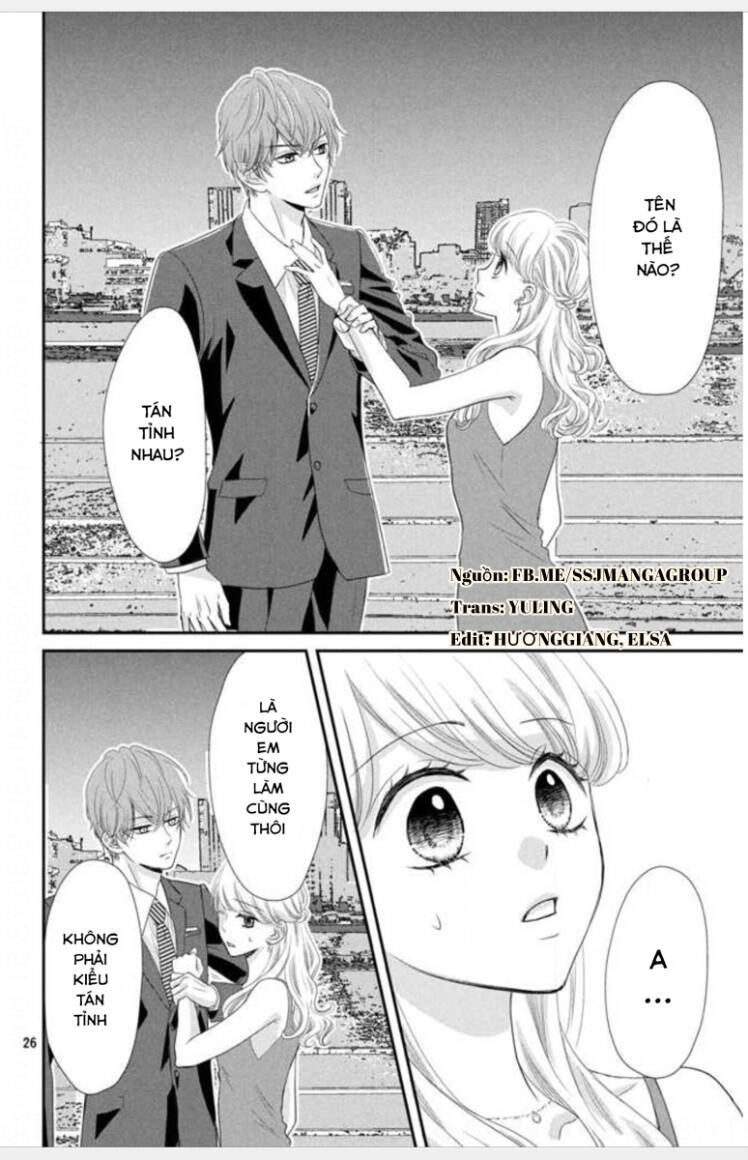 TÊN
ĐÓ LÀ
THẾ
NÀO?
TÁN
TỈNH
NHAU?
Nguồn: FB.ME/SSJMANGAGROUP
Trans: YULING
Edit: HƯƠNGGIANG, ELSA
A
...
LÀ
NGƯỜI
EM
TỪNG
LÀM
CÙNG
THÔI
KHÔNG
PHẢI
KIỂU
TÁN
TỈNH
26